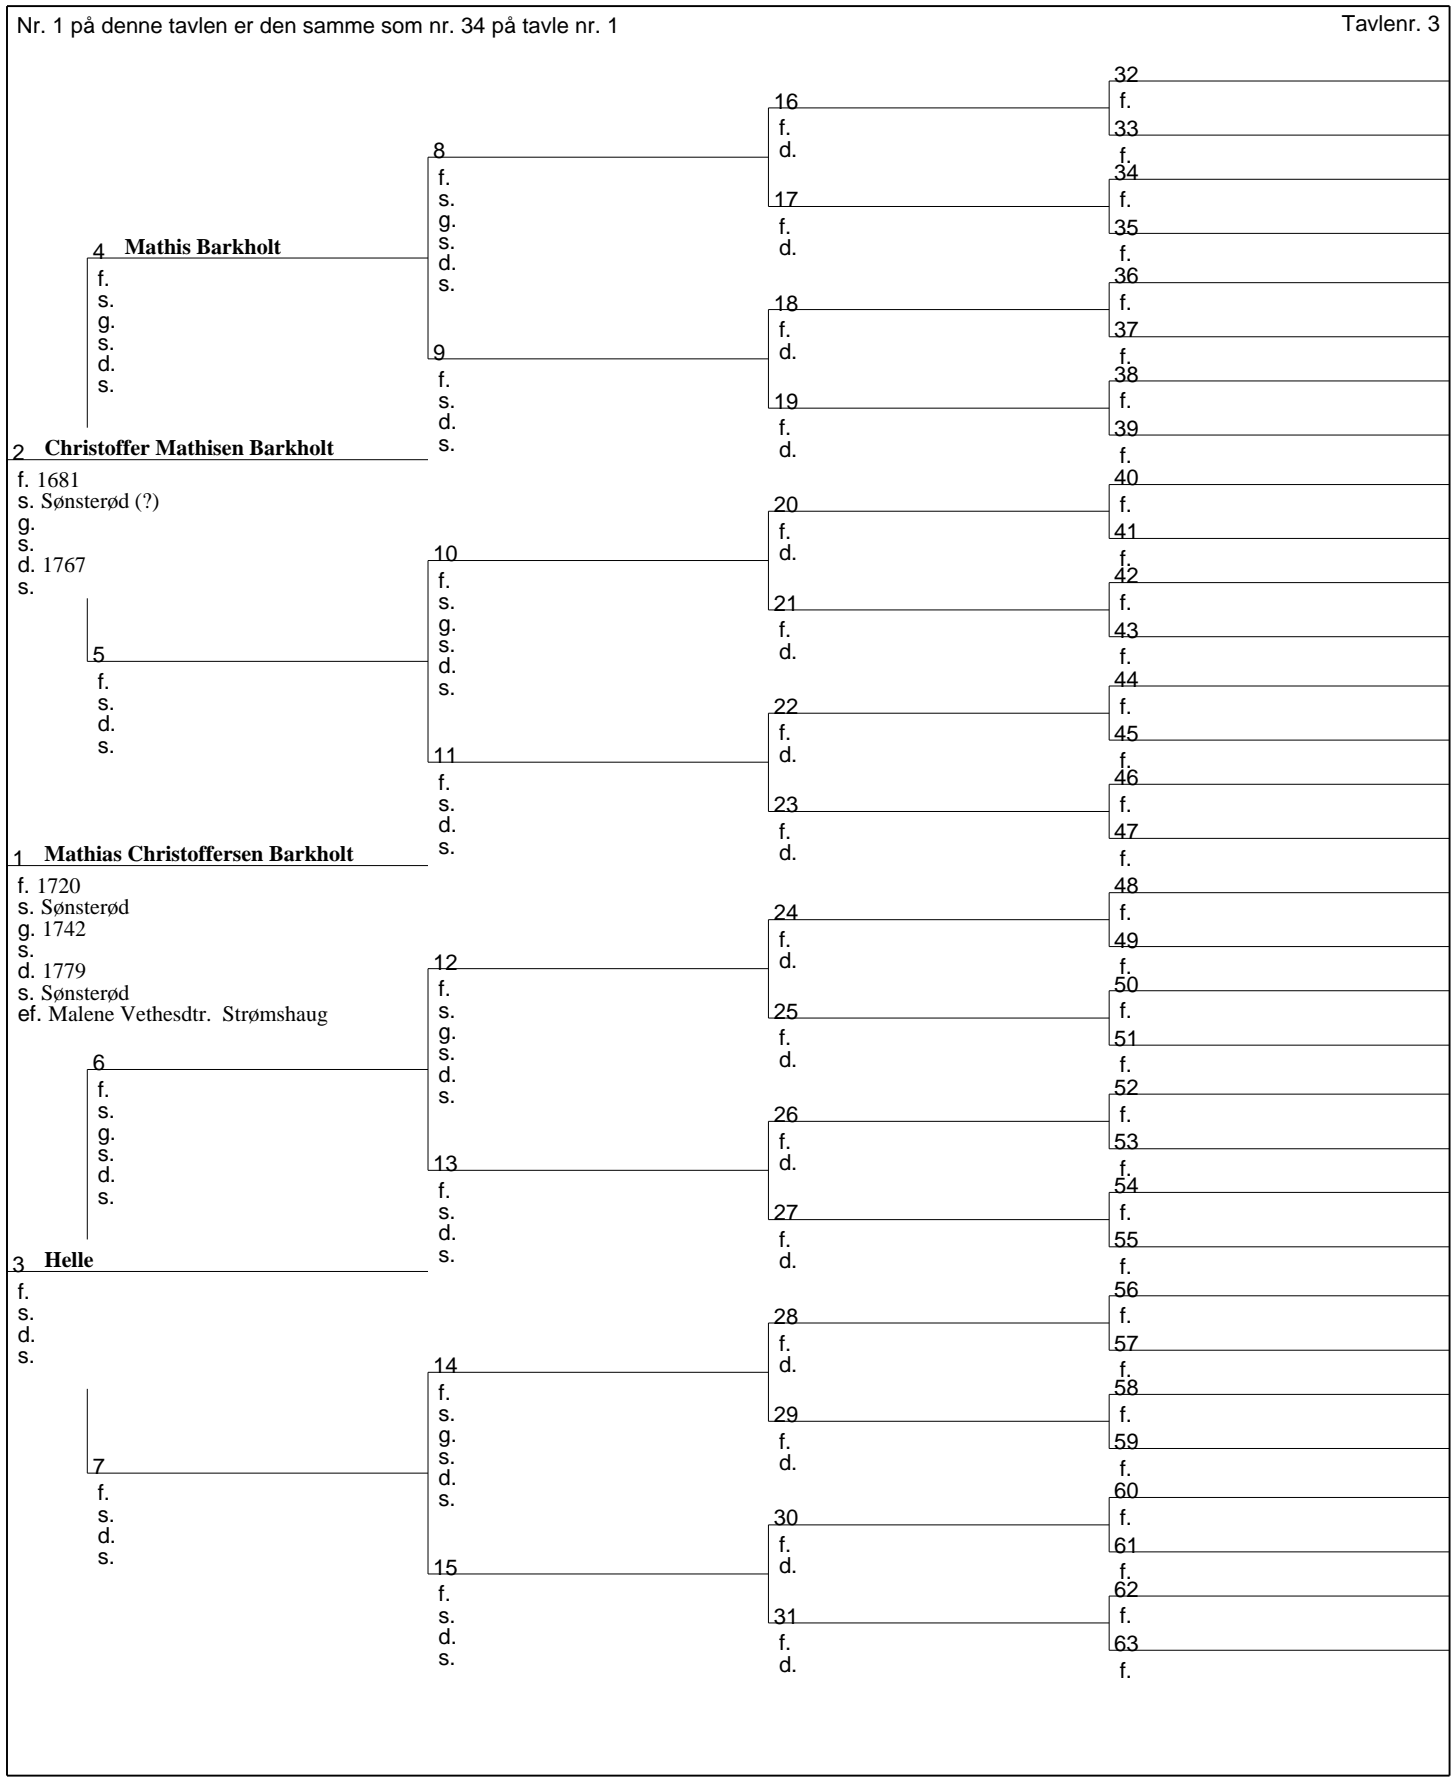 Nr. 1 på denne tavlen er den samme som nr. 34 på tavle nr. 1
Tavlenr. 3
2 Christoffer Mathisen Barkholt
f. 1681
s. Sønsterød (?)
g.
s.
d. 1767
s.
1 Mathias Christoffersen Barkholt
f. 1720
s. Sønsterød
g. 1742
s.
d. 1779
s. Sønsterød
ef. Malene Vethesdtr. Strømshaug
3 Helle
f.
s.
d.
s.
4 Mathis Barkholt
f.
s.
g.
s.
d.
s.
5
f.
s.
d.
s.
6
f.
s.
g.
s.
d.
s.
7
f.
s.
d.
s.
8
f.
s.
g.
s.
d.
s.
9
f.
s.
d.
s.
10
f.
s.
g.
s.
d.
s.
11
f.
s.
d.
s.
12
f.
s.
g.
s.
d.
s.
13
f.
s.
d.
s.
14
f.
s.
g.
s.
d.
s.
15
f.
s.
d.
s.
16
f.
d.
17
f.
d.
18
f.
d.
19
f.
d.
20
f.
d.
21
f.
d.
22
f.
d.
23
f.
d.
24
f.
d.
25
f.
d.
26
f.
d.
27
f.
d.
28
f.
d.
29
f.
d.
30
f.
d.
31
f.
d.
32
f.
33
f.
34
f.
35
f.
36
f.
37
f.
38
f.
39
f.
40
f.
41
f.
42
f.
43
f.
44
f.
45
f.
46
f.
47
f.
48
f.
49
f.
50
f.
51
f.
52
f.
53
f.
54
f.
55
f.
56
f.
57
f.
58
f.
59
f.
60
f.
61
f.
62
f.
63
f.